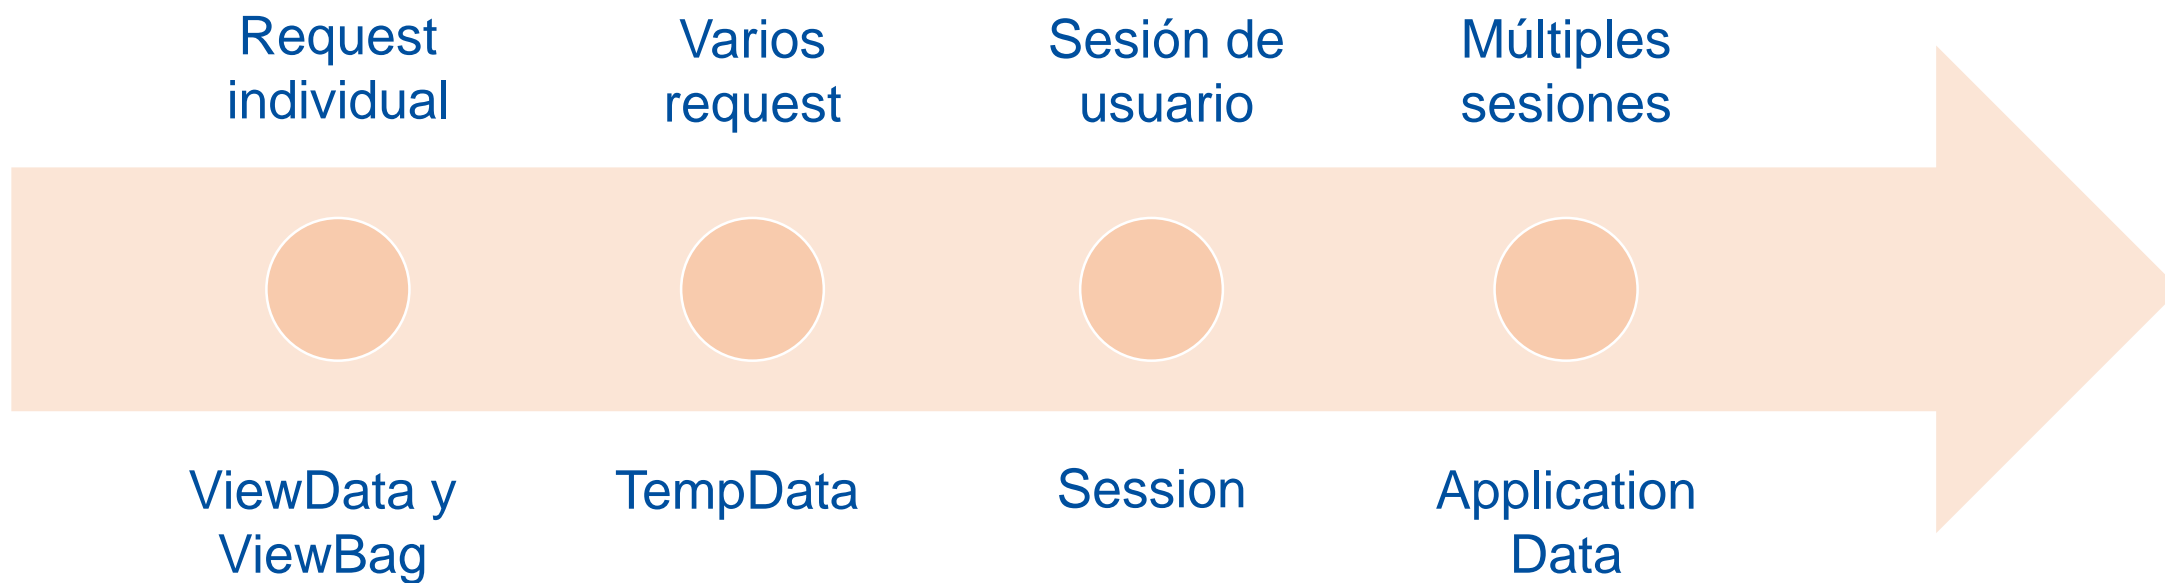 Request
individual
Varios
request
Sesión de
usuario
Múltiples
sesiones
ViewData y
ViewBag
TempData
Session
Application
Data